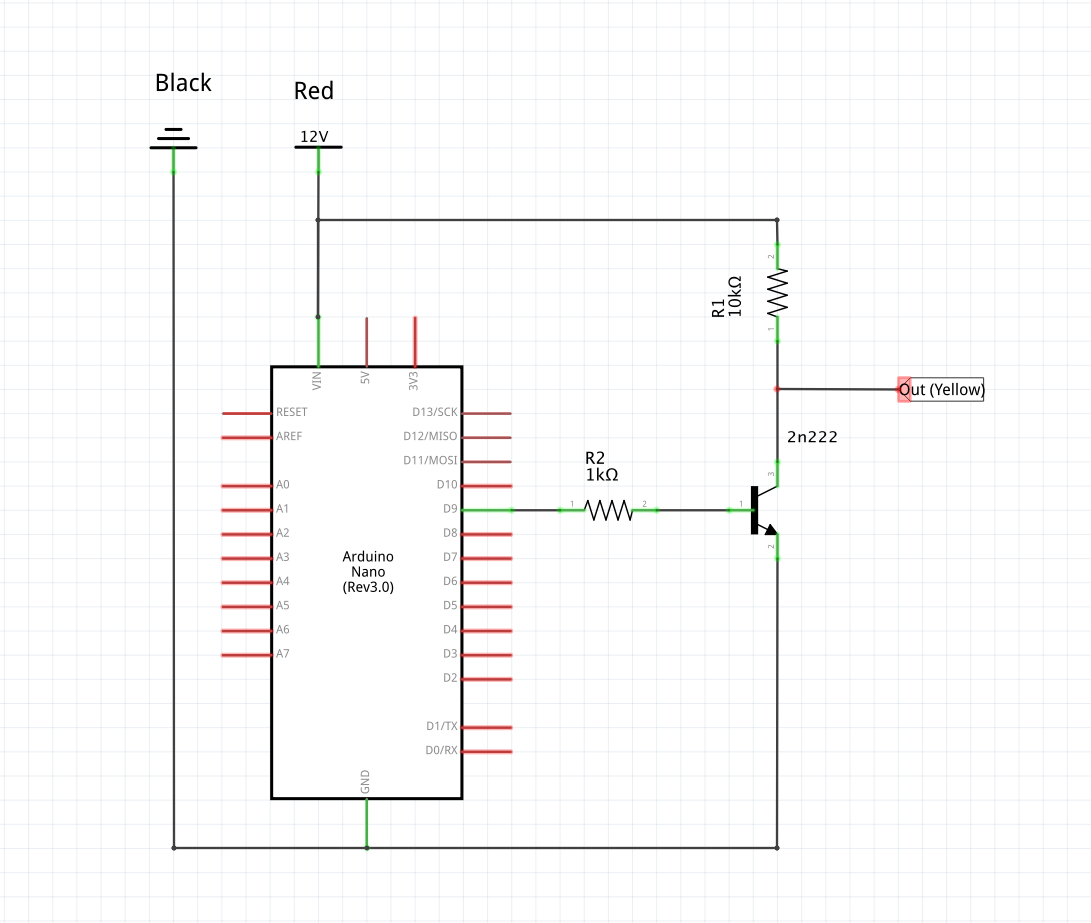 Black
Red
12V
R1
10kΩ
2
1
Out (Yellow)
2n222
3
1
2
R2
1kΩ
1
2
VIN
5V
3V3
RESET
AREF
A0
A1
A2
A3
A4
A5
A6
A7
D13/SCK
D12/MISO
D11/MOSI
D10
D9
D8
D7
D6
D5
D4
D3
D2
D1/TX
D0/RX
Arduino
Nano
(Rev3.0)
GND